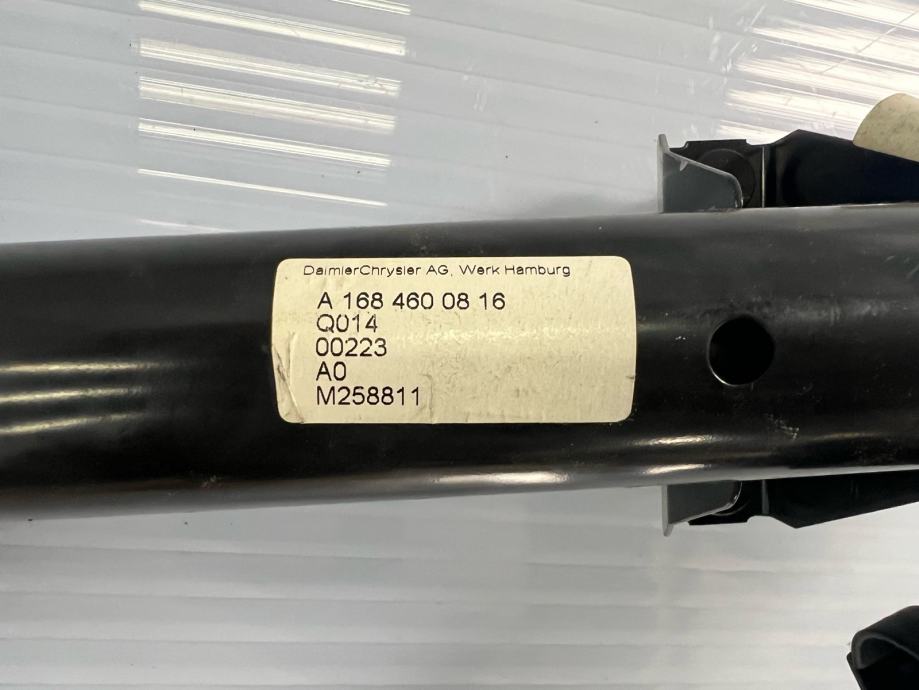 DaimlerChrysler AG, Werk Hamburg
A 168 460 08 16
Q014
00223
A0
M258811